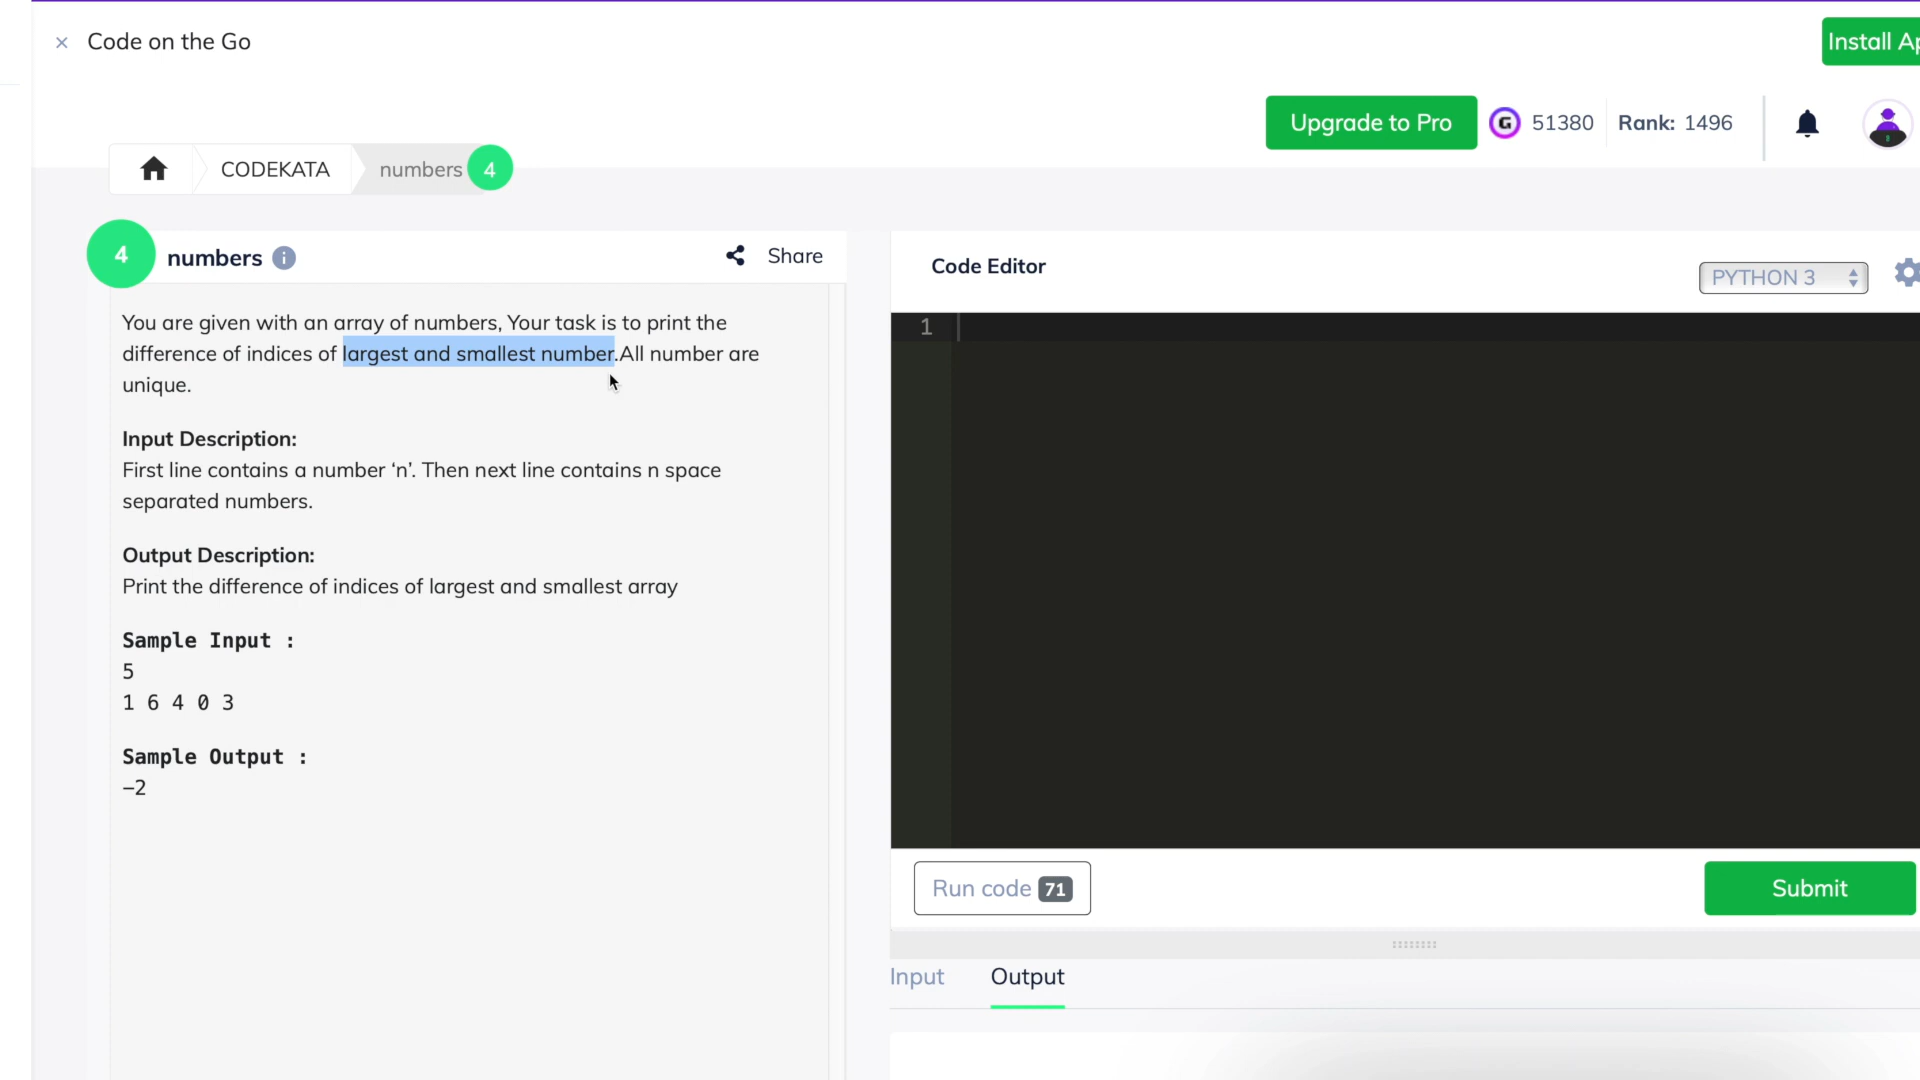 Code on the Go
Install Ap
Upgrade to Pro
G 51380 Rank: 1496
CODEKATA numbers 4
4 numbers i Share
You are given with an array of numbers, Your task is to print the
difference of indices of largest and smallest number.All number are
unique.
Input Description:
First line contains a number ‘n’. Then next line contains n space
separated numbers.
Output Description:
Print the difference of indices of largest and smallest array
Sample Input :
5
1 6 4 0 3
Sample Output :
−2
Code Editor
PYTHON 3
1
Run code 71
Submit
Input Output